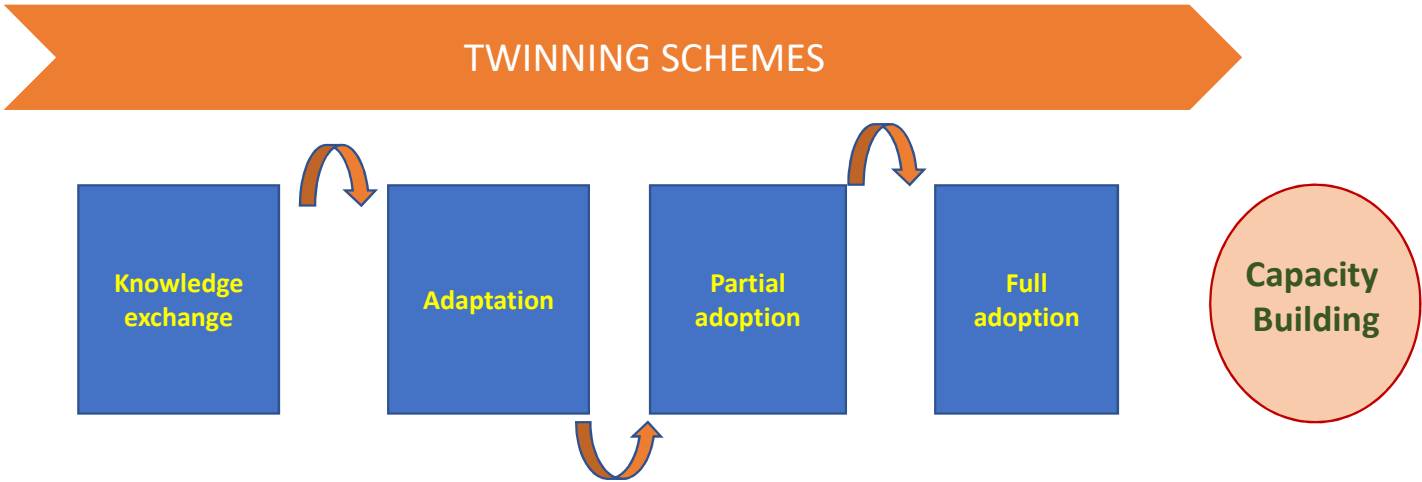 TWINNING SCHEMES
Knowledge
exchange
Adaptation
Partial
adoption
Full
adoption
Capacity
Building